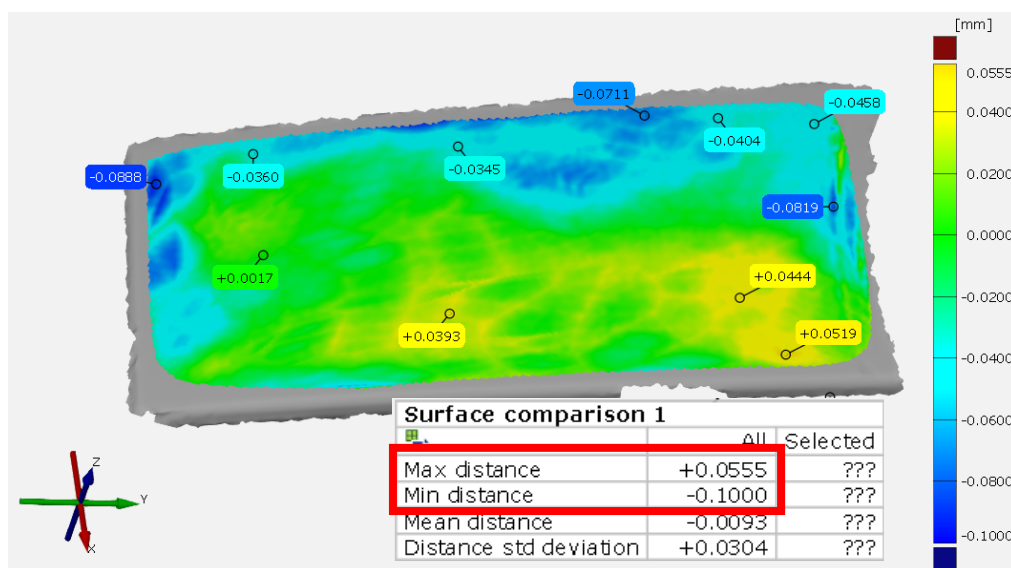 [mm]
0.0555
0.0400
0.0200
0.0000
-0.0200
-0.0400
-0.0600
-0.0800
-0.1000
-0.0711
-0.0458
-0.0404
-0.0345
-0.0360
-0.0888
-0.0819
+0.0017
+0.0444
+0.0393
+0.0519
Surface comparison 1
All Selected
Max distance +0.0555 ???
Min distance -0.1000 ???
Mean distance -0.0093 ???
Distance std deviation +0.0304 ???
Z
Y
X